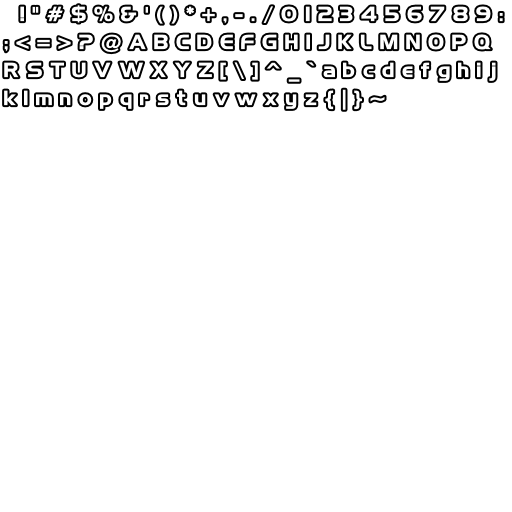 !"#$%&'()*+,-./0123456789:
;<=>?@ABCDEFGHIJKLMNOPQ
RSTUVWXYZ[\]^_`abcdefghij
klmnopqrstuvwxyz{|}~